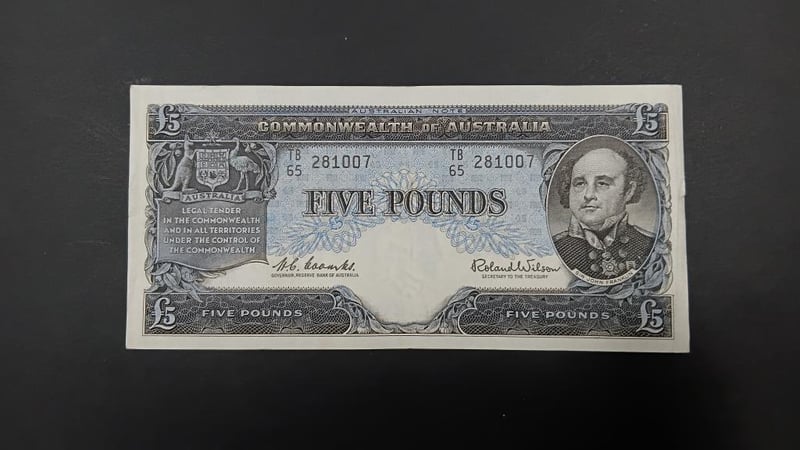 AUSTRALIAN NOTE
£5 £5
COMMONWEALTH OF AUSTRALIA
TB 65 281007 TB 65 281007
AUSTRALIA
FIVE POUNDS
LEGAL TENDER
IN THE COMMONWEALTH
AND IN ALL TERRITORIES
UNDER THE CONTROL OF
THE COMMONWEALTH
H.C. Coombs.
GOVERNOR, RESERVE BANK OF AUSTRALIA
Roland Wilson
SECRETARY TO THE TREASURY
SIR JOHN FRANKLIN
£5 FIVE POUNDS FIVE POUNDS £5